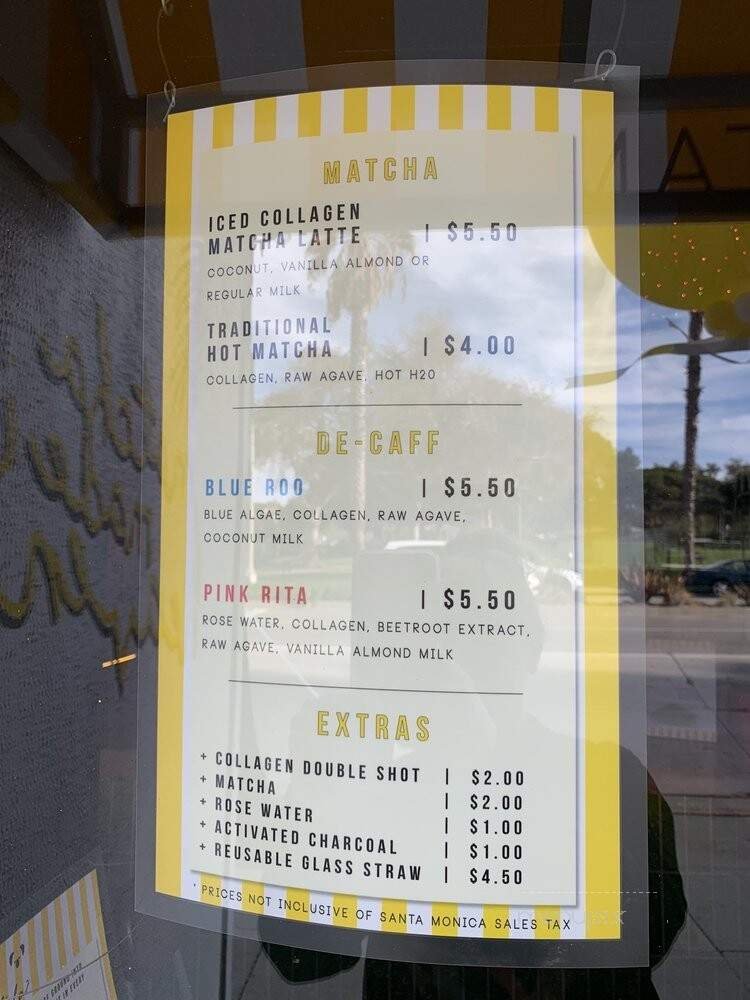 MATCHA
ICED COLLAGEN
MATCHA LATTE | $5.50
COCONUT, VANILLA ALMOND OR
REGULAR MILK
TRADITIONAL
HOT MATCHA | $4.00
COLLAGEN, RAW AGAVE, HOT H20
DE-CAFF
BLUE ROO | $5.50
BLUE ALGAE, COLLAGEN, RAW AGAVE,
COCONUT MILK
PINK RITA | $5.50
ROSE WATER, COLLAGEN, BEETROOT EXTRACT,
RAW AGAVE, VANILLA ALMOND MILK
EXTRAS
+ COLLAGEN DOUBLE SHOT | $2.00
+ MATCHA | $2.00
+ ROSE WATER | $1.00
+ ACTIVATED CHARCOAL | $1.00
+ REUSABLE GLASS STRAW | $4.50
* PRICES NOT INCLUSIVE OF SANTA MONICA SALES TAX